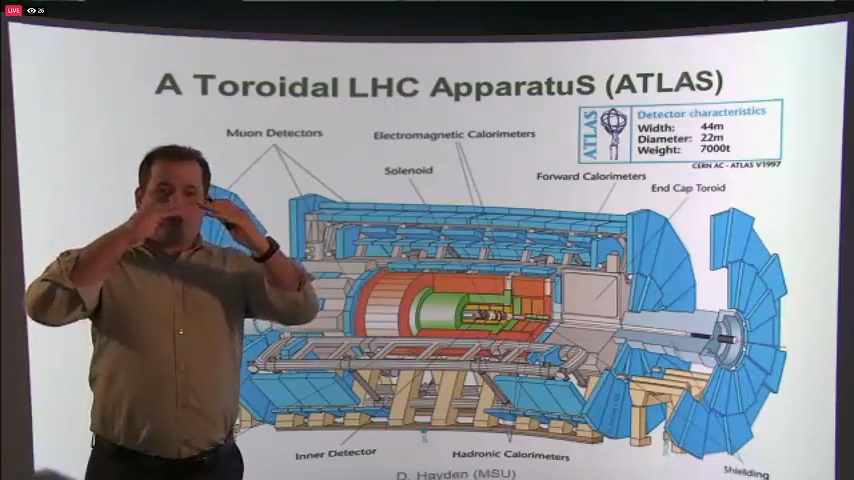 LIVE 26
A Toroidal LHC ApparatuS (ATLAS)
ATLAS
Detector characteristics
Width: 44m
Diameter: 22m
Weight: 7000t
CERN AC - ATLAS V1997
Muon Detectors
Electromagnetic Calorimeters
Solenoid
Forward Calorimeters
End Cap Toroid
Inner Detector
Hadronic Calorimeters
Shielding
D. Hayden (MSU)